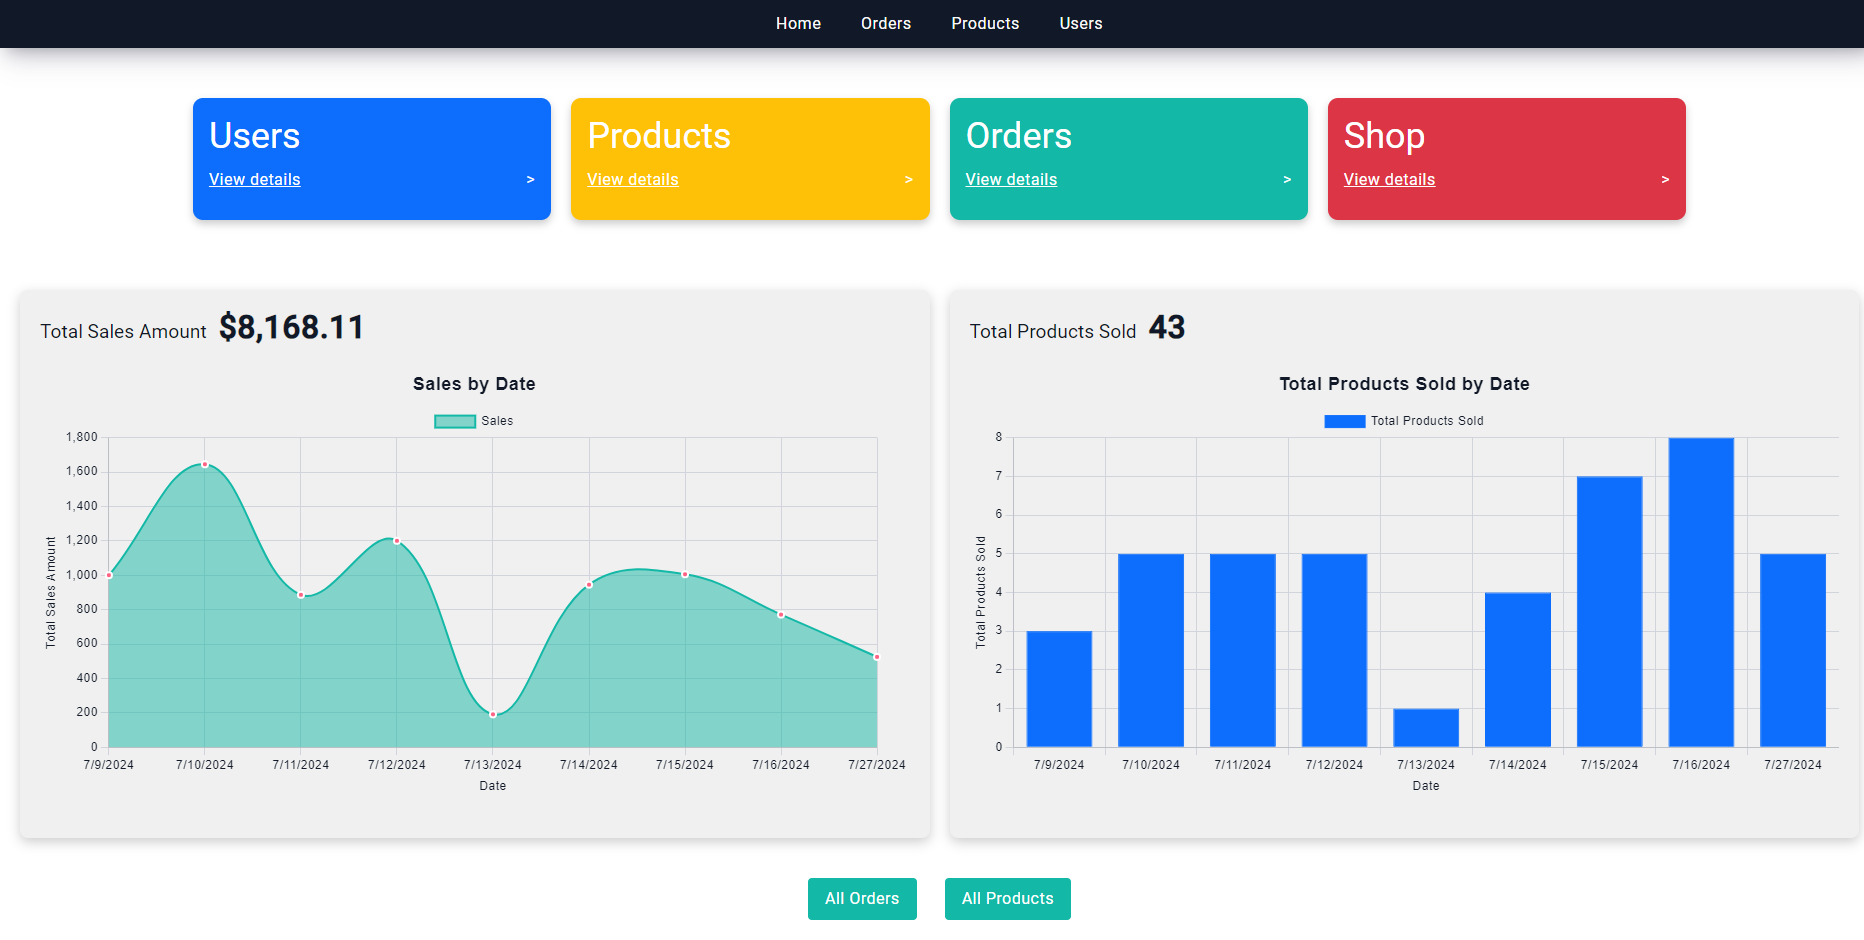 Home Orders Products Users
Users
View details >
Products
View details >
Orders
View details >
Shop
View details >
Total Sales Amount $8,168.11
Sales by Date
Sales
1,800
1,600
1,400
1,200
1,000
800
600
400
200
0
Total Sales Amount
7/9/2024 7/10/2024 7/11/2024 7/12/2024 7/13/2024 7/14/2024 7/15/2024 7/16/2024 7/27/2024
Date
Total Products Sold 43
Total Products Sold by Date
Total Products Sold
8
7
6
5
4
3
2
1
0
Total Products Sold
7/9/2024 7/10/2024 7/11/2024 7/12/2024 7/13/2024 7/14/2024 7/15/2024 7/16/2024 7/27/2024
Date
All Orders All Products